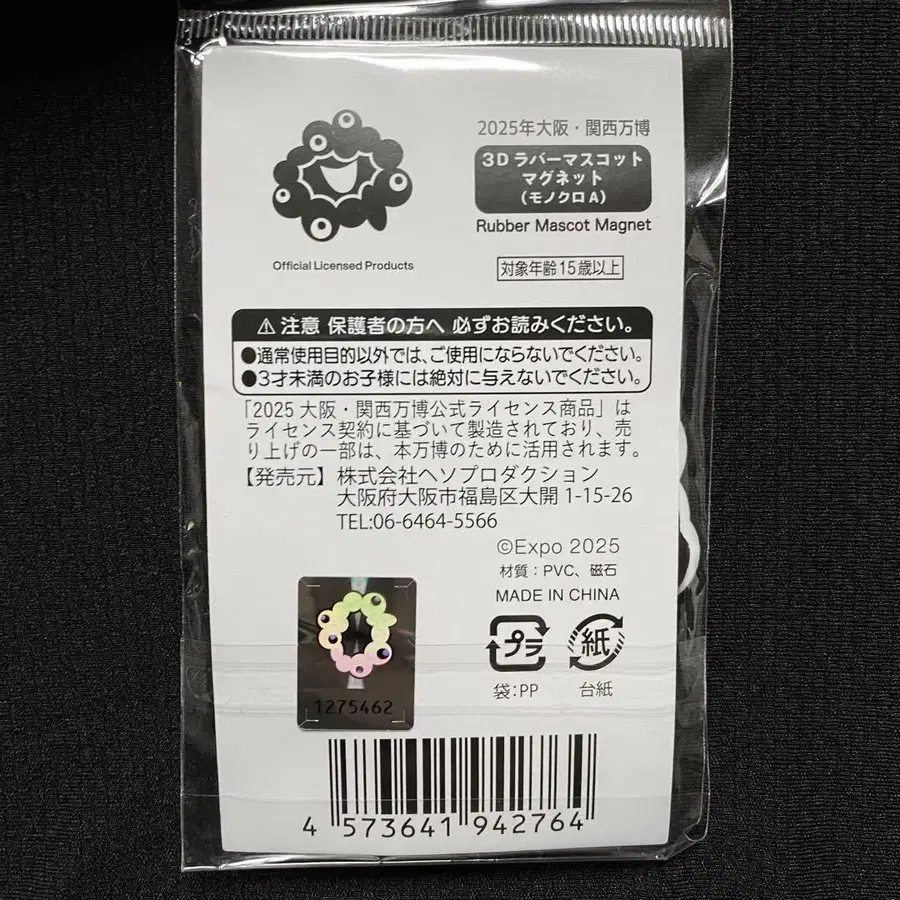 2025年大阪・関西万博
3Dラバーマスコット
マグネット
(モノクロA)
Rubber Mascot Magnet
Official Licensed Products
対象年齢15歳以上
⚠注意 保護者の方へ 必ずお読みください。
●通常使用目的以外では、ご使用にならないでください。
●3才未満のお子様には絶対に与えないでください。
「2025 大阪・関西万博公式ライセンス商品」は
ライセンス契約に基づいて製造されており、売
り上げの一部は、本万博のために活用されます。
【発売元】株式会社ヘソプロダクション
大阪府大阪市福島区大開 1-15-26
TEL:06-6464-5566
©Expo 2025
材質：PVC、磁石
MADE IN CHINA
プラ
紙
袋:PP
台紙
1275462
4 573641 942764